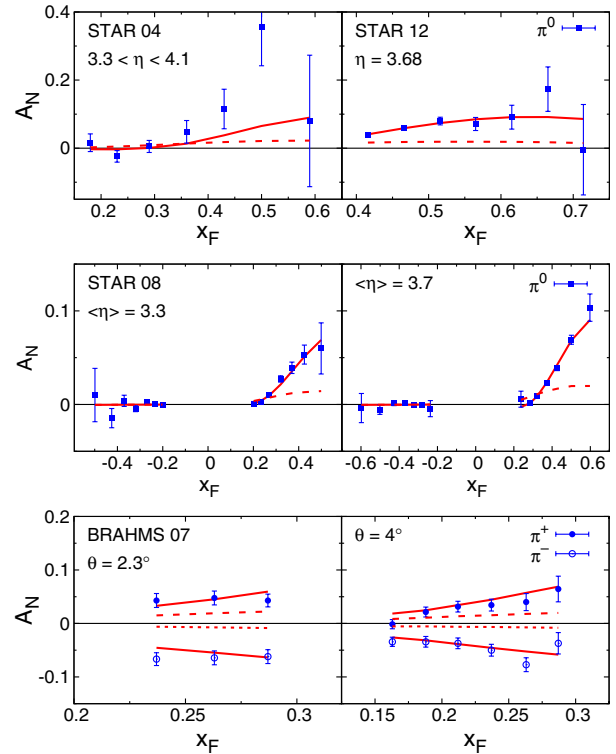 STAR 04
3.3 < η < 4.1
STAR 12
η = 3.68
π⁰
A_N
0.4
0.2
0
0.2 0.3 0.4 0.5 0.6
0.4 0.5 0.6 0.7
x_F
x_F
STAR 08
<η> = 3.3
<η> = 3.7
π⁰
A_N
0.1
0
-0.4 -0.2 0 0.2 0.4
-0.6 -0.4 -0.2 0 0.2 0.4 0.6
x_F
x_F
BRAHMS 07
θ = 2.3°
θ = 4°
π⁺
π⁻
A_N
0.2
0.1
0
-0.1
0.2 0.25 0.3
0.15 0.2 0.25 0.3
x_F
x_F